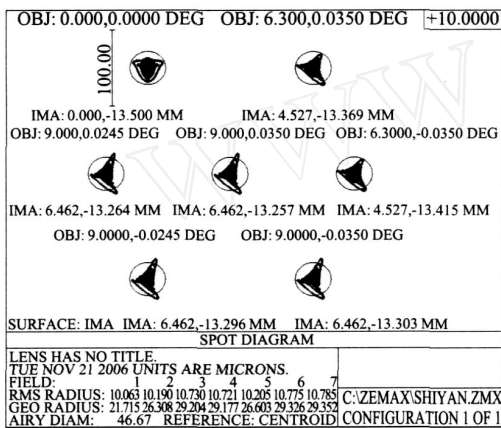 OBJ: 0.000,0.0000 DEG OBJ: 6.300,0.0350 DEG +10.0000
100.00
IMA: 0.000,-13.500 MM IMA: 4.527,-13.369 MM
OBJ: 9.000,0.0245 DEG OBJ: 9.000,0.0350 DEG OBJ: 6.3000,-0.0350 DEG
IMA: 6.462,-13.264 MM IMA: 6.462,-13.257 MM IMA: 4.527,-13.415 MM
OBJ: 9.0000,-0.0245 DEG OBJ: 9.0000,-0.0350 DEG
SURFACE: IMA IMA: 6.462,-13.296 MM IMA: 6.462,-13.303 MM
SPOT DIAGRAM
LENS HAS NO TITLE.
TUE NOV 21 2006 UNITS ARE MICRONS.
FIELD: 1 2 3 4 5 6 7
RMS RADIUS: 10.063 10.190 10.730 10.721 10.205 10.775 10.785
GEO RADIUS: 21.715 26.308 29.204 29.177 26.603 29.326 29.352
AIRY DIAM: 46.67 REFERENCE: CENTROID
C:\ZEMAX\SHIYAN.ZMX
CONFIGURATION 1 OF 1
WWW